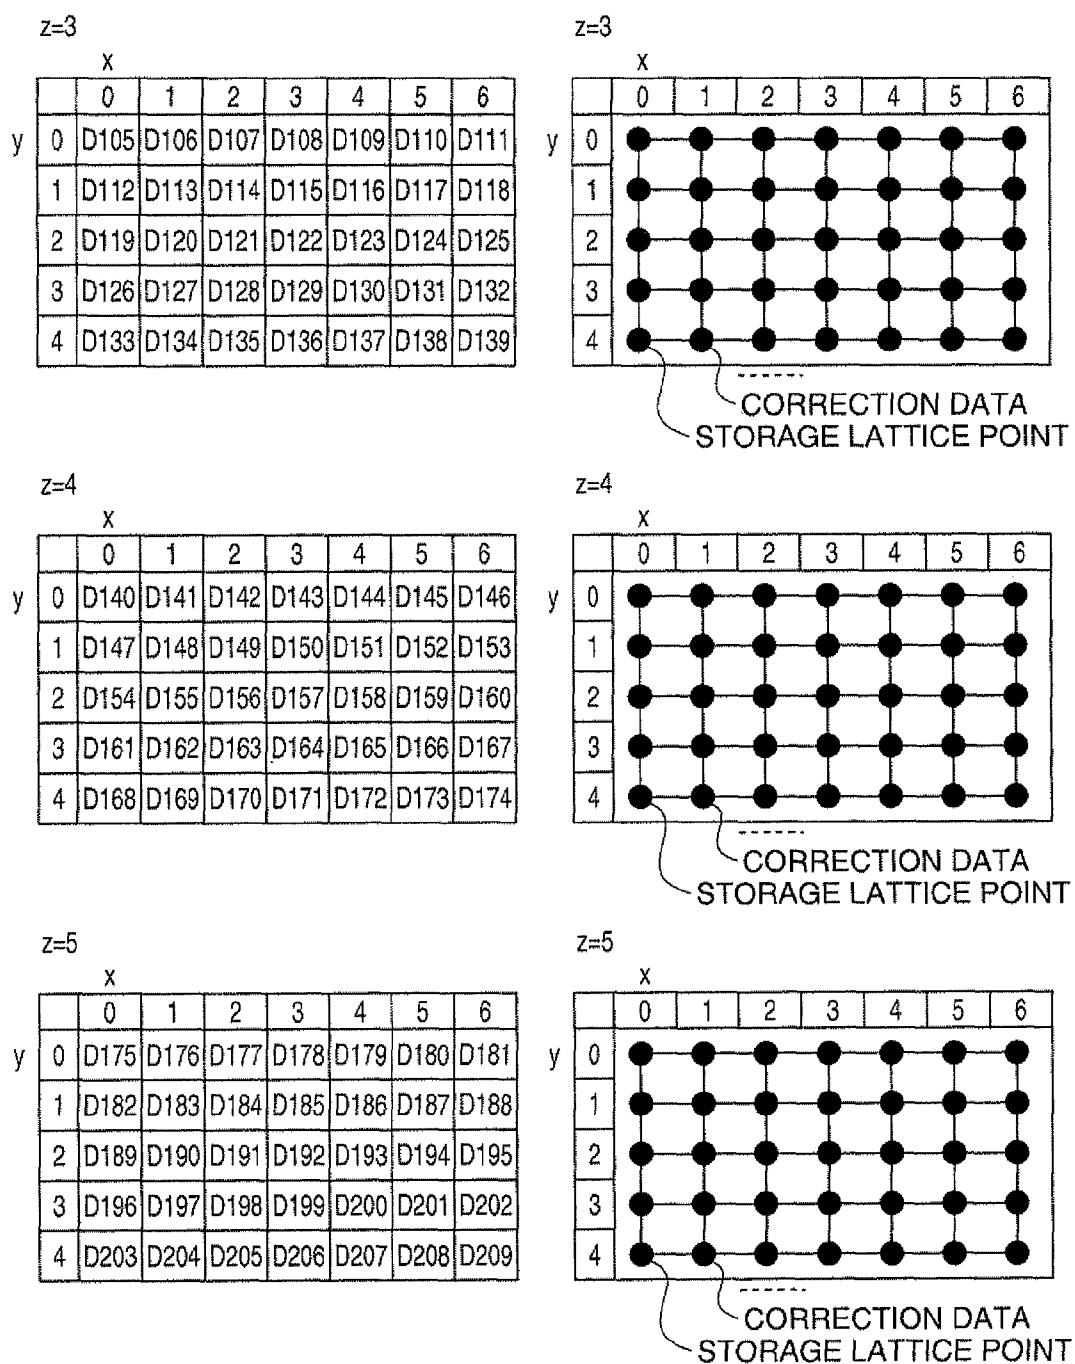 z=3
x
0 1 2 3 4 5 6
y 0 D105 D106 D107 D108 D109 D110 D111
1 D112 D113 D114 D115 D116 D117 D118
2 D119 D120 D121 D122 D123 D124 D125
3 D126 D127 D128 D129 D130 D131 D132
4 D133 D134 D135 D136 D137 D138 D139
z=3
x
0 1 2 3 4 5 6
y 0
1
2
3
4
CORRECTION DATA
STORAGE LATTICE POINT
z=4
x
0 1 2 3 4 5 6
y 0 D140 D141 D142 D143 D144 D145 D146
1 D147 D148 D149 D150 D151 D152 D153
2 D154 D155 D156 D157 D158 D159 D160
3 D161 D162 D163 D164 D165 D166 D167
4 D168 D169 D170 D171 D172 D173 D174
z=4
x
0 1 2 3 4 5 6
y 0
1
2
3
4
CORRECTION DATA
STORAGE LATTICE POINT
z=5
x
0 1 2 3 4 5 6
y 0 D175 D176 D177 D178 D179 D180 D181
1 D182 D183 D184 D185 D186 D187 D188
2 D189 D190 D191 D192 D193 D194 D195
3 D196 D197 D198 D199 D200 D201 D202
4 D203 D204 D205 D206 D207 D208 D209
z=5
x
0 1 2 3 4 5 6
y 0
1
2
3
4
CORRECTION DATA
STORAGE LATTICE POINT